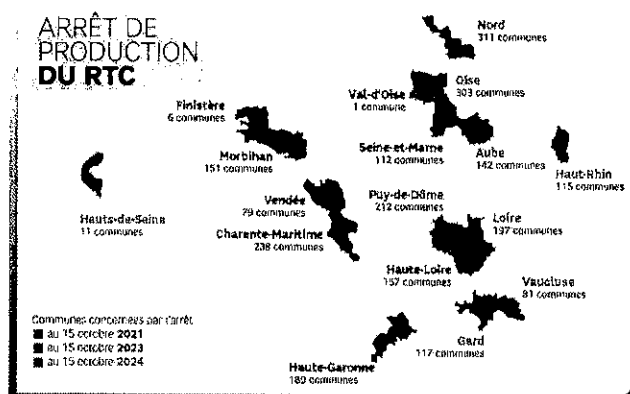 ARRÊT DE
PRODUCTION
DU RTC
Nord
311 communes
Oise
303 communes
Val-d'Oise
1 commune
Finistère
6 communes
Morbihan
151 communes
Seine-et-Marne
112 communes
Aube
142 communes
Haut-Rhin
115 communes
Hauts-de-Seine
11 communes
Vendée
79 communes
Charente-Maritime
238 communes
Puy-de-Dôme
212 communes
Loire
197 communes
Haute-Loire
157 communes
Vaucluse
81 communes
Gard
117 communes
Haute-Garonne
189 communes
Communes concernées par l'arrêt
au 15 octobre 2021
au 15 octobre 2023
au 15 octobre 2024